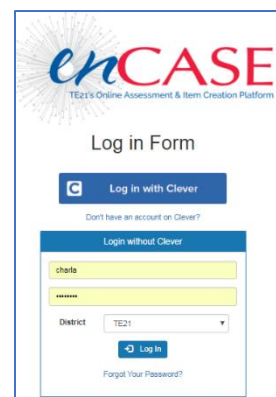 enCASE
TE21's Online Assessment & Item Creation Platform
Log in Form
C Log in with Clever
Don't have an account on Clever?
Login without Clever
charla
••••••••
District TE21
Log In
Forgot Your Password?